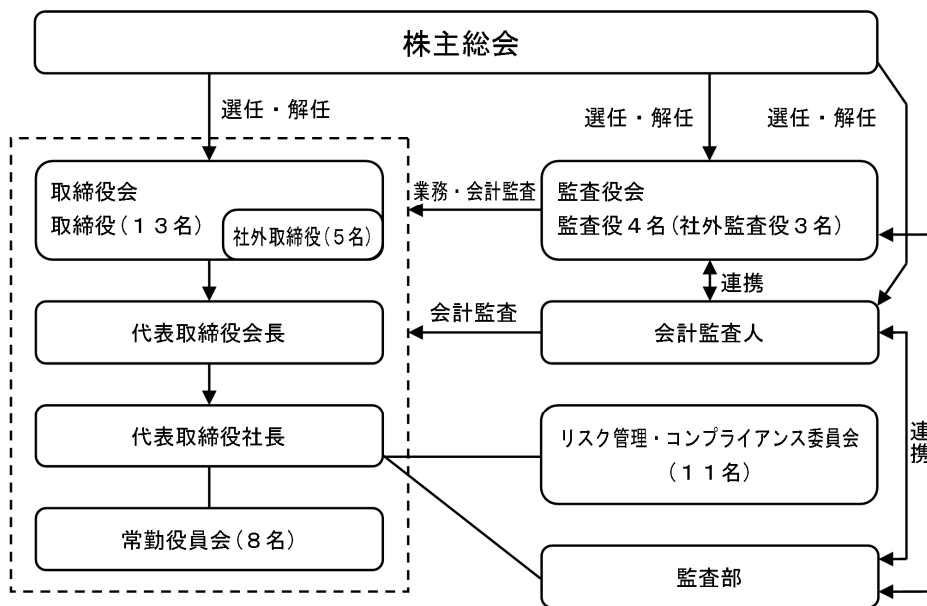 株主総会
選任・解任
選任・解任
選任・解任
取締役会
取締役(13名)
社外取締役(5名)
業務・会計監査
監査役会
監査役4名(社外監査役3名)
連携
代表取締役会長
会計監査
会計監査人
代表取締役社長
リスク管理・コンプライアンス委員会
(11名)
連携
常勤役員会(8名)
監査部